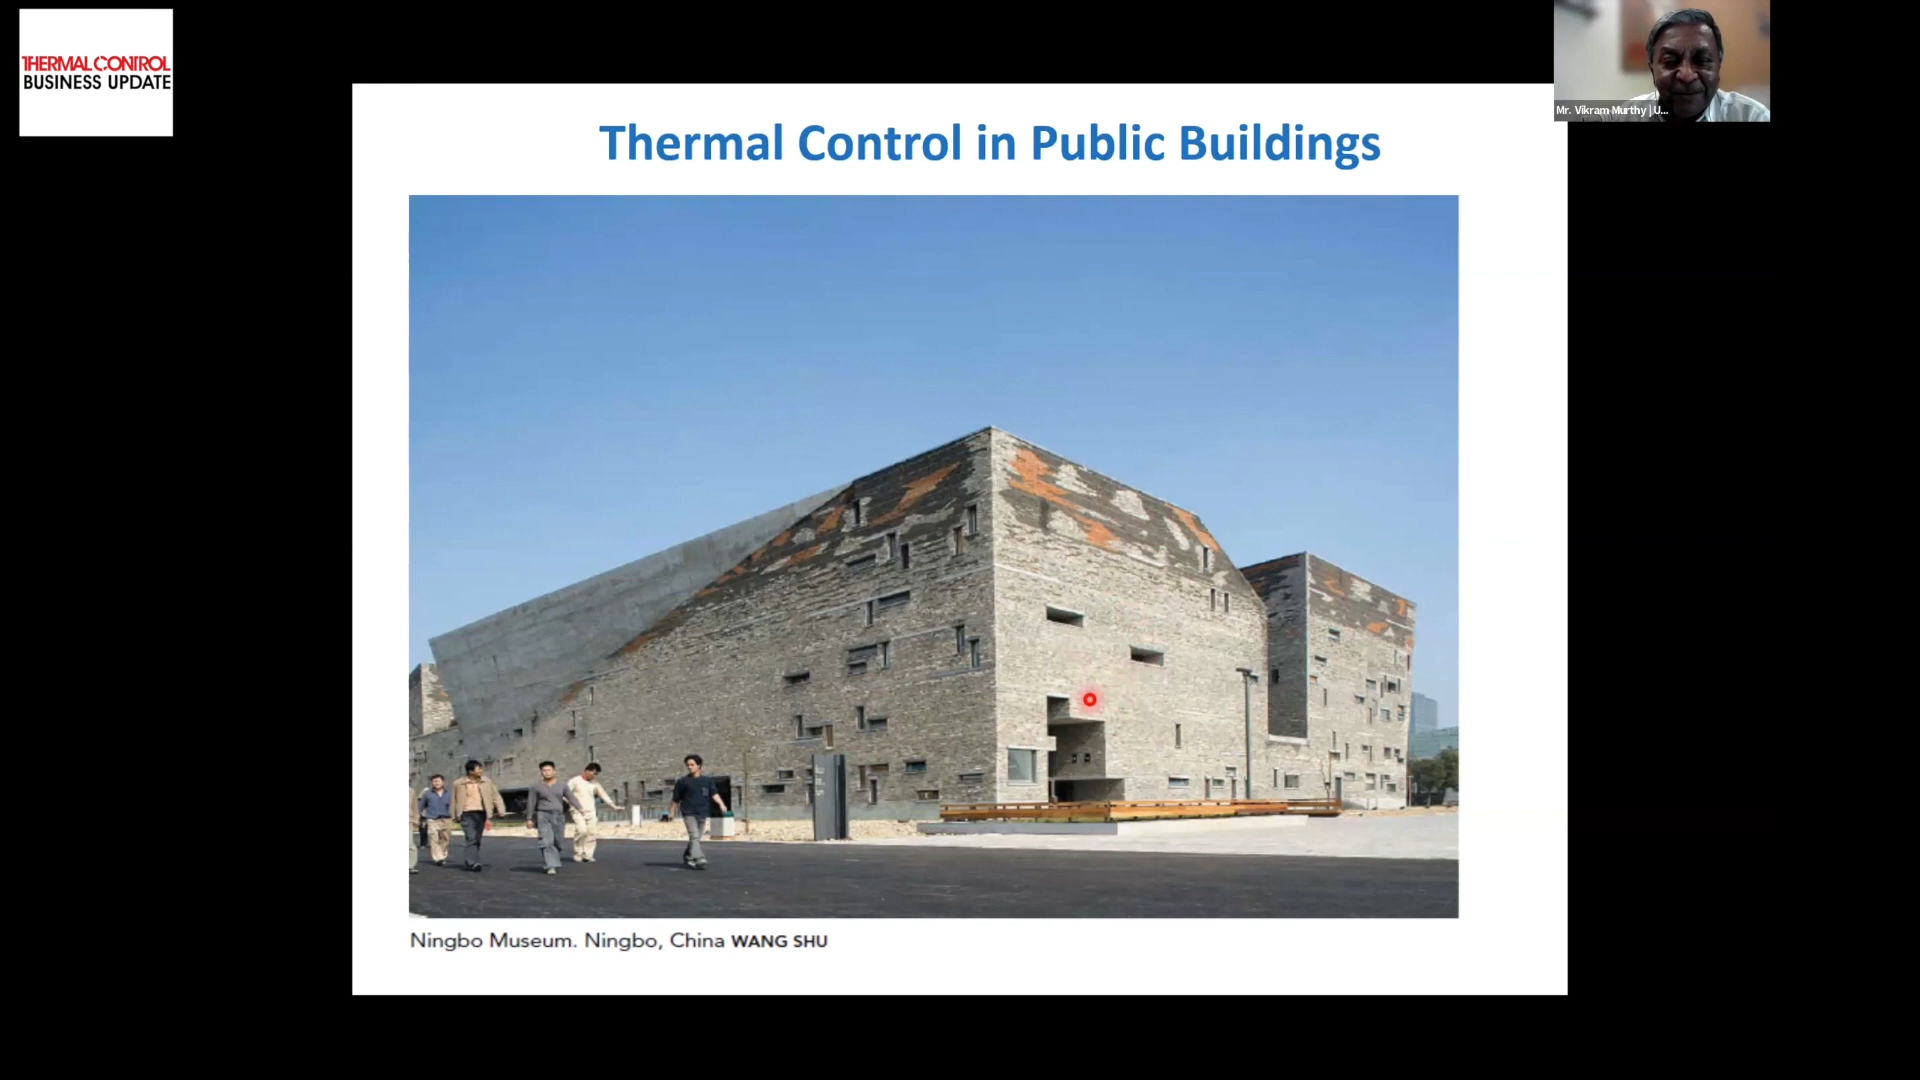 THERMAL CONTROL
BUSINESS UPDATE
Mr. Vikram Murthy | U...
Thermal Control in Public Buildings
Ningbo Museum. Ningbo, China WANG SHU